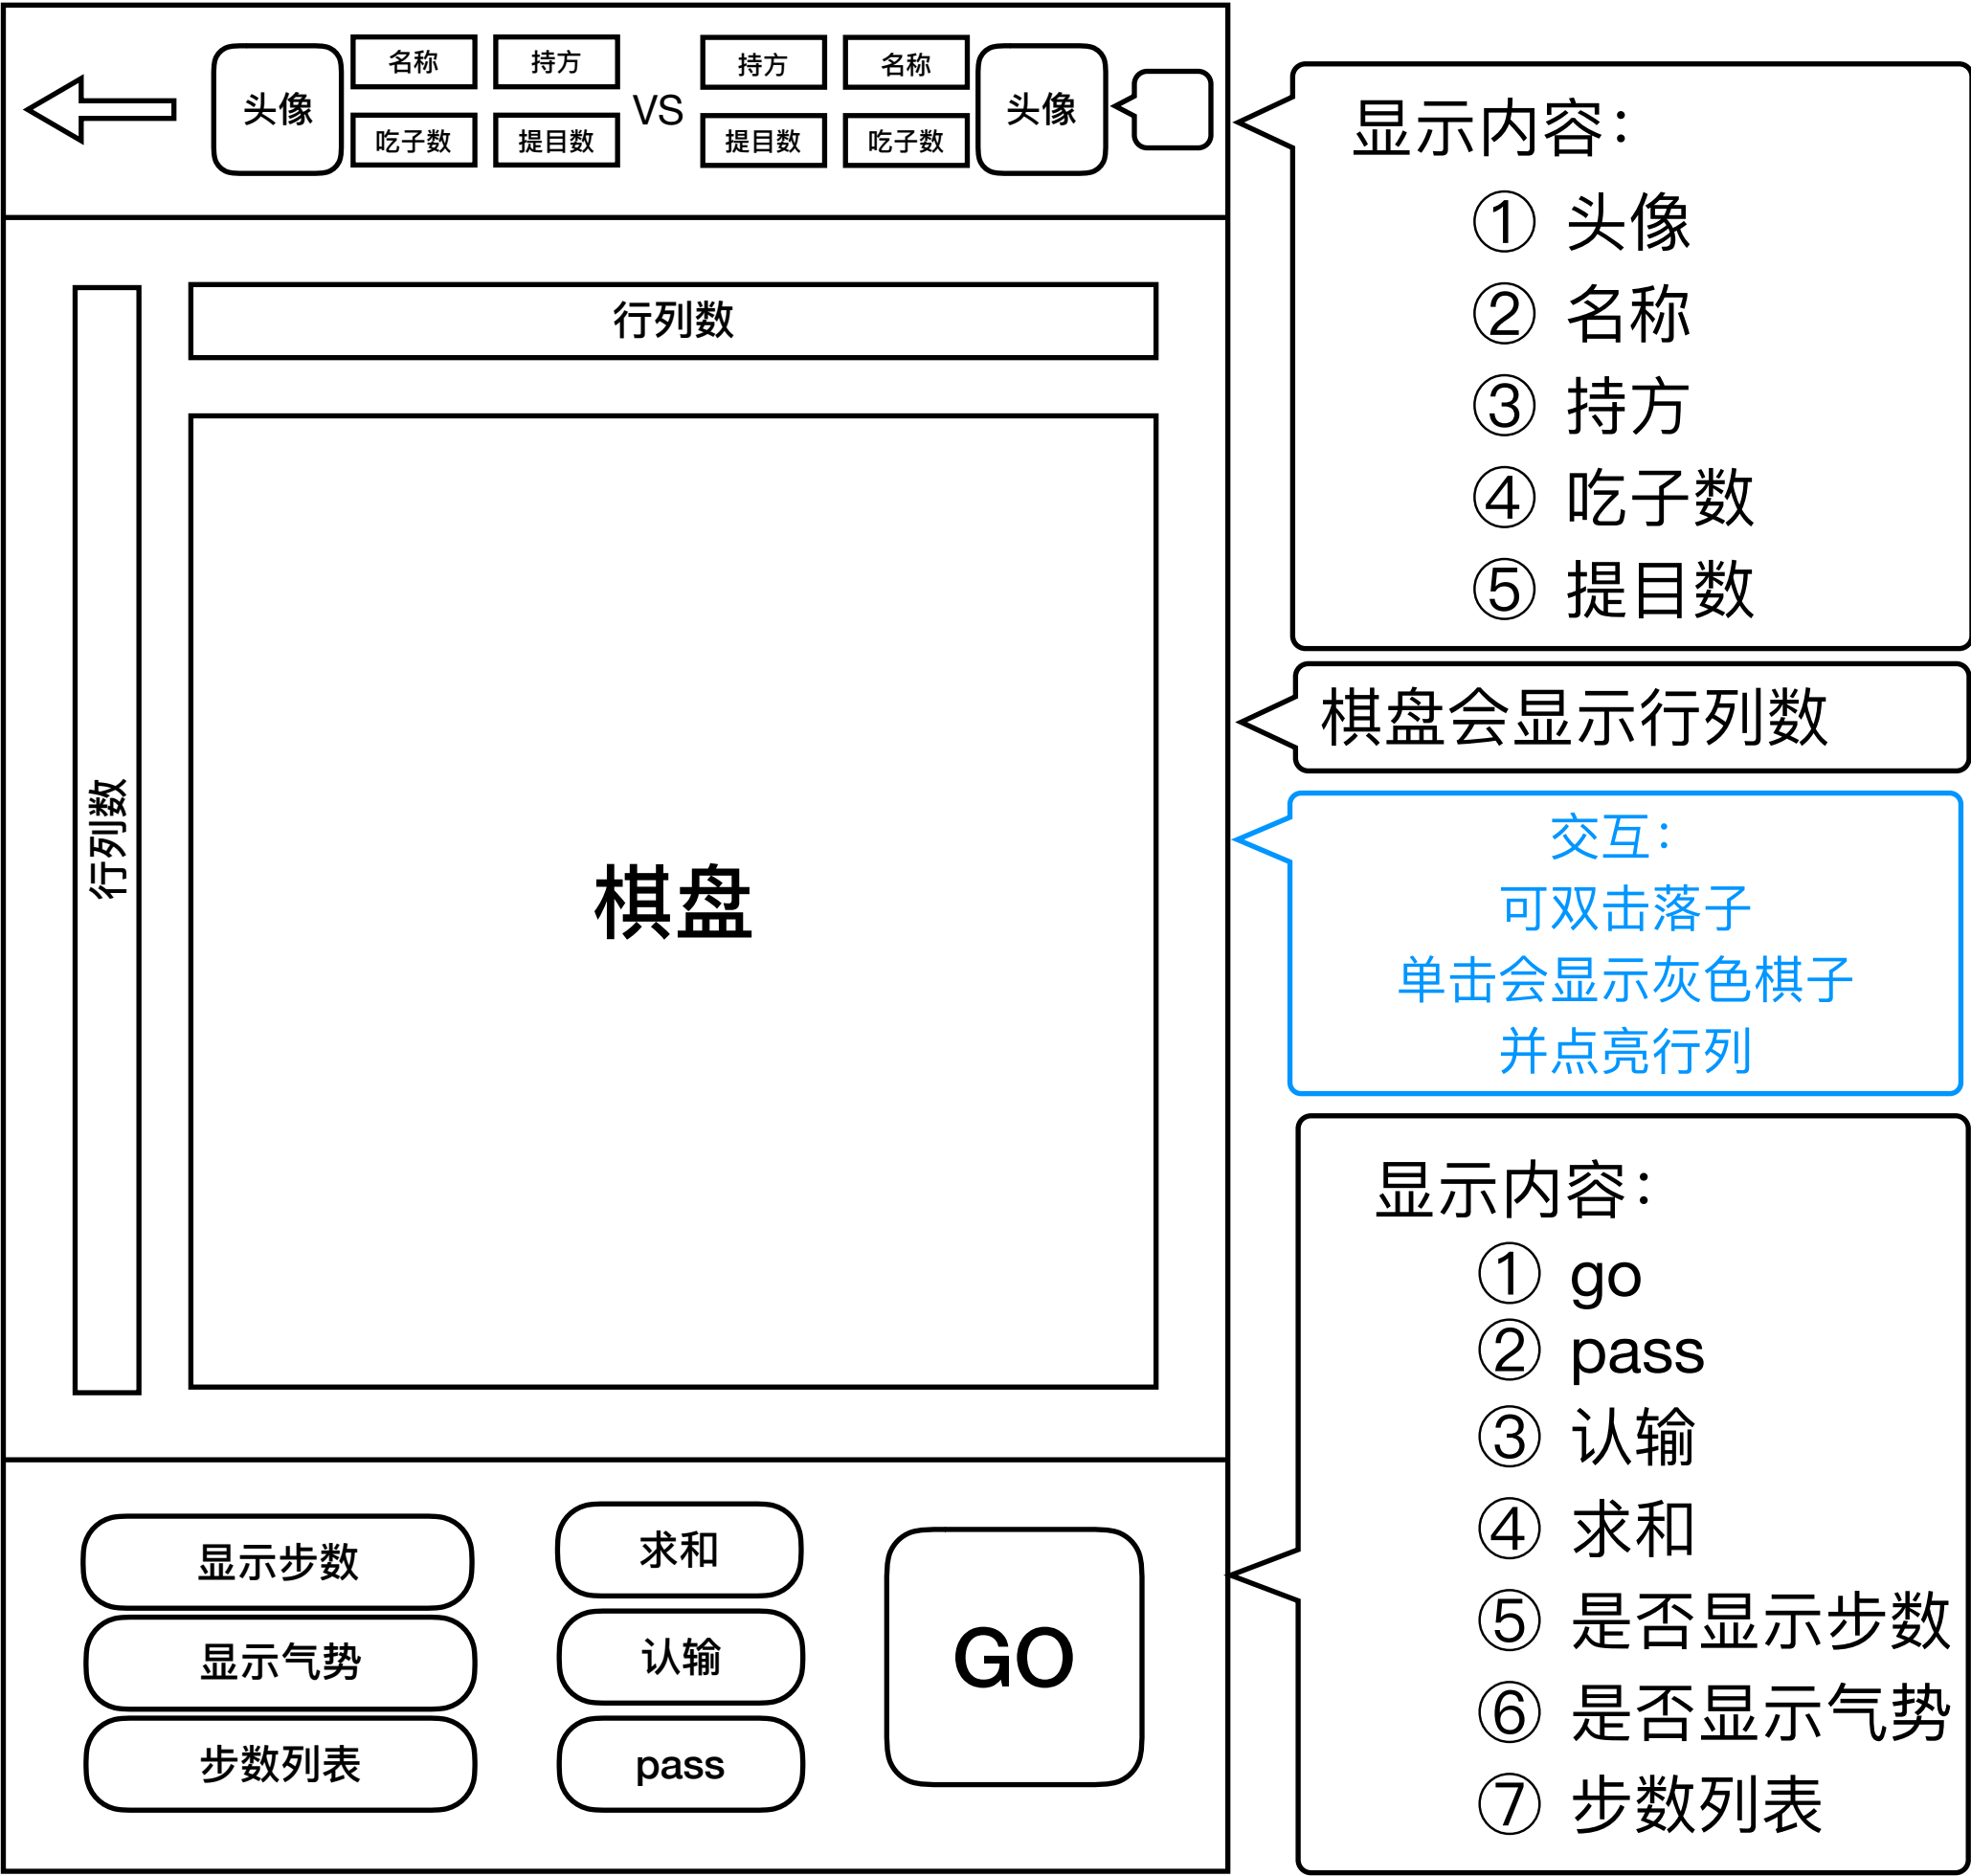 头像
名称
持方
吃子数
提目数
VS
持方
名称
提目数
吃子数
头像
行列数
行列数
棋盘
显示步数
显示气势
步数列表
求和
认输
pass
GO
显示内容：
① 头像
② 名称
③ 持方
④ 吃子数
⑤ 提目数
棋盘会显示行列数
交互：
可双击落子
单击会显示灰色棋子
并点亮行列
显示内容：
① go
② pass
③ 认输
④ 求和
⑤ 是否显示步数
⑥ 是否显示气势
⑦ 步数列表